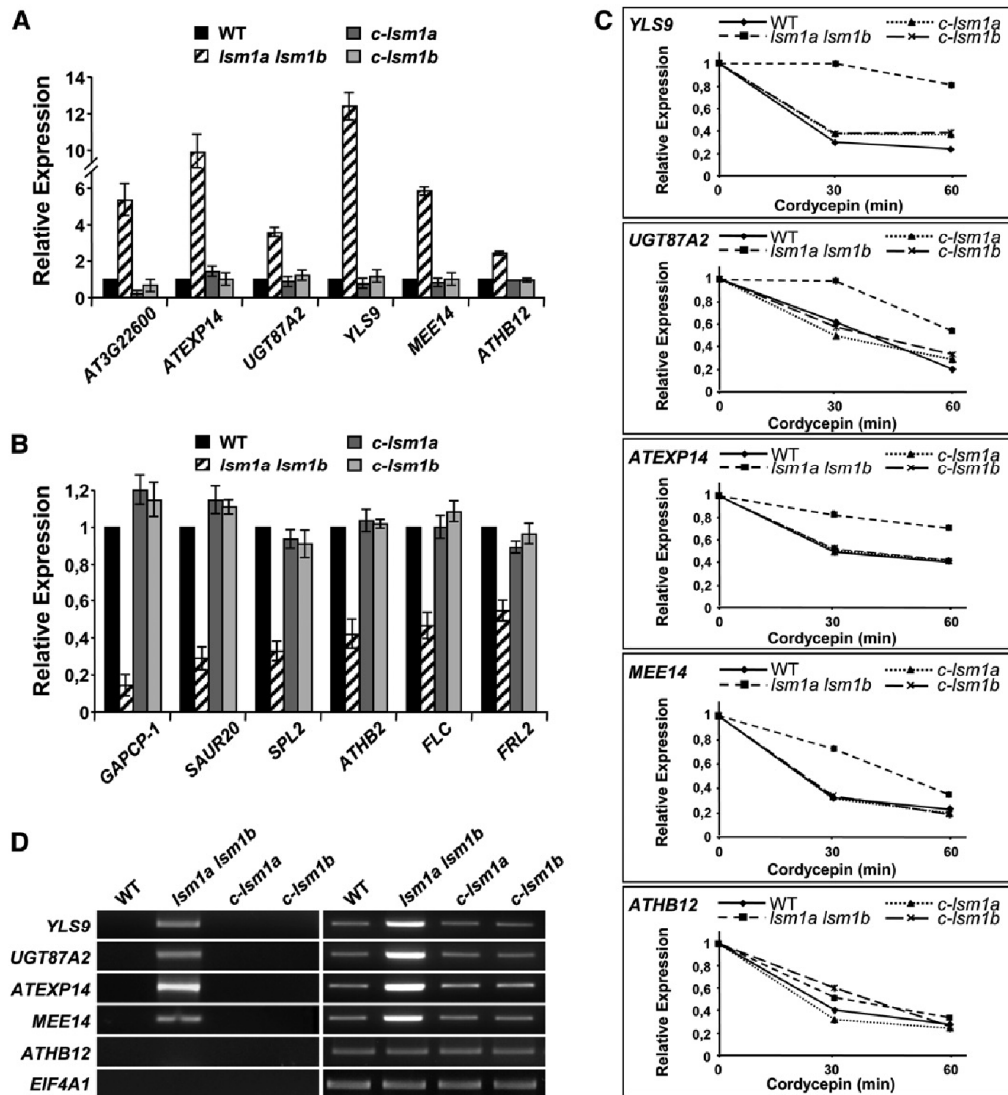 A
WT
c-lsm1a
lsm1a lsm1b
c-lsm1b
Relative Expression
14
12
10
6
4
2
0
AT3G22600
ATEXP14
UGT87A2
YLS9
MEE14
ATHB12
B
WT
c-lsm1a
lsm1a lsm1b
c-lsm1b
Relative Expression
1,2
1
0,8
0,6
0,4
0,2
0
GAPCP-1
SAUR20
SPL2
ATHB2
FLC
FRL2
D
WT
lsm1a lsm1b
c-lsm1a
c-lsm1b
WT
lsm1a lsm1b
c-lsm1a
c-lsm1b
YLS9
UGT87A2
ATEXP14
MEE14
ATHB12
EIF4A1
C
YLS9
WT
c-lsm1a
lsm1a lsm1b
c-lsm1b
Relative Expression
1
0,8
0,6
0,4
0,2
0
0
30
60
Cordycepin (min)
UGT87A2
WT
c-lsm1a
lsm1a lsm1b
c-lsm1b
Relative Expression
1
0,8
0,6
0,4
0,2
0
0
30
60
Cordycepin (min)
ATEXP14
WT
c-lsm1a
lsm1a lsm1b
c-lsm1b
Relative Expression
1
0,8
0,6
0,4
0,2
0
0
30
60
Cordycepin (min)
MEE14
WT
c-lsm1a
lsm1a lsm1b
c-lsm1b
Relative Expression
1
0,8
0,6
0,4
0,2
0
0
30
60
Cordycepin (min)
ATHB12
WT
c-lsm1a
lsm1a lsm1b
c-lsm1b
Relative Expression
1
0,8
0,6
0,4
0,2
0
0
30
60
Cordycepin (min)